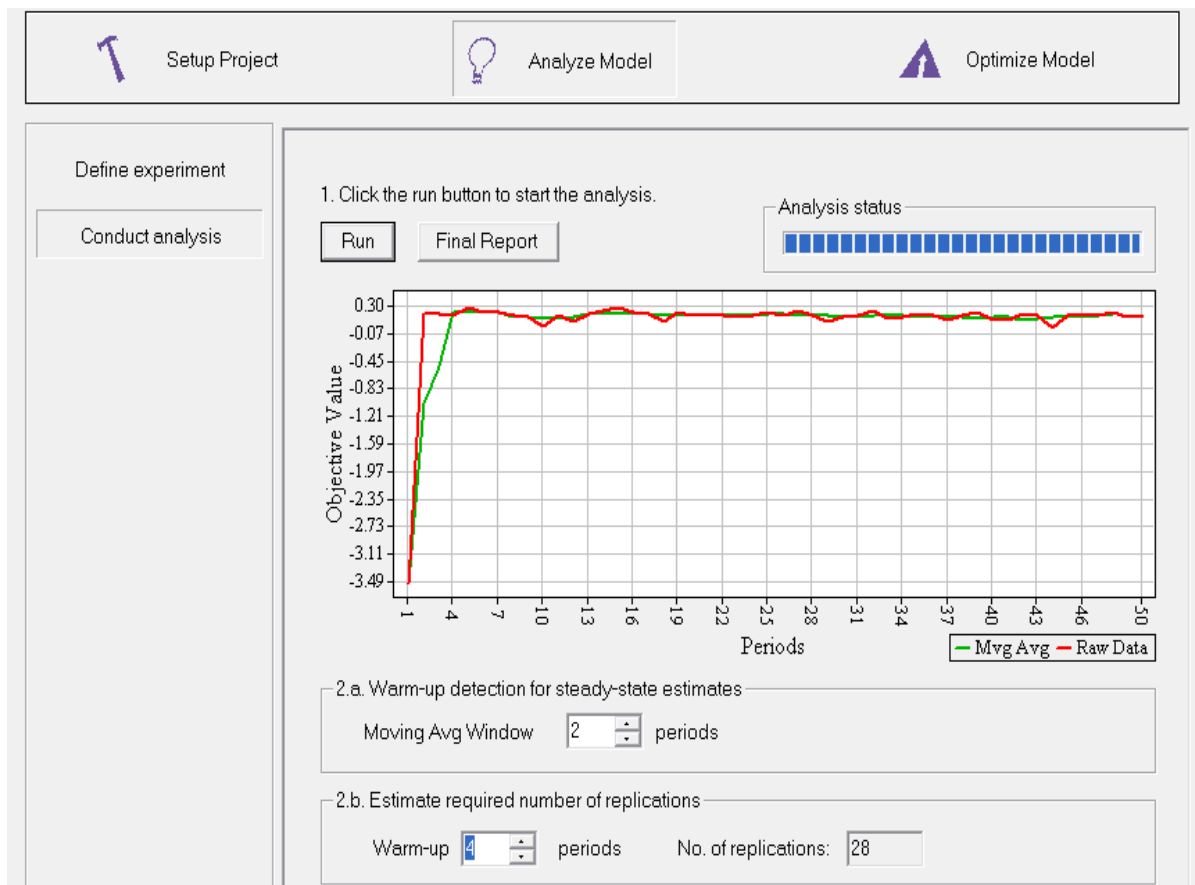 Setup Project
Analyze Model
Optimize Model
Define experiment
Conduct analysis
1. Click the run button to start the analysis.
Run
Final Report
Analysis status
Objective Value
0.30
-0.07
-0.45
-0.83
-1.21
-1.59
-1.97
-2.35
-2.73
-3.11
-3.49
1
4
7
10
13
16
19
22
25
28
31
34
37
40
43
46
50
Periods
Mvg Avg
Raw Data
2.a. Warm-up detection for steady-state estimates
Moving Avg Window 2 periods
2.b. Estimate required number of replications
Warm-up 4 periods No. of replications: 28